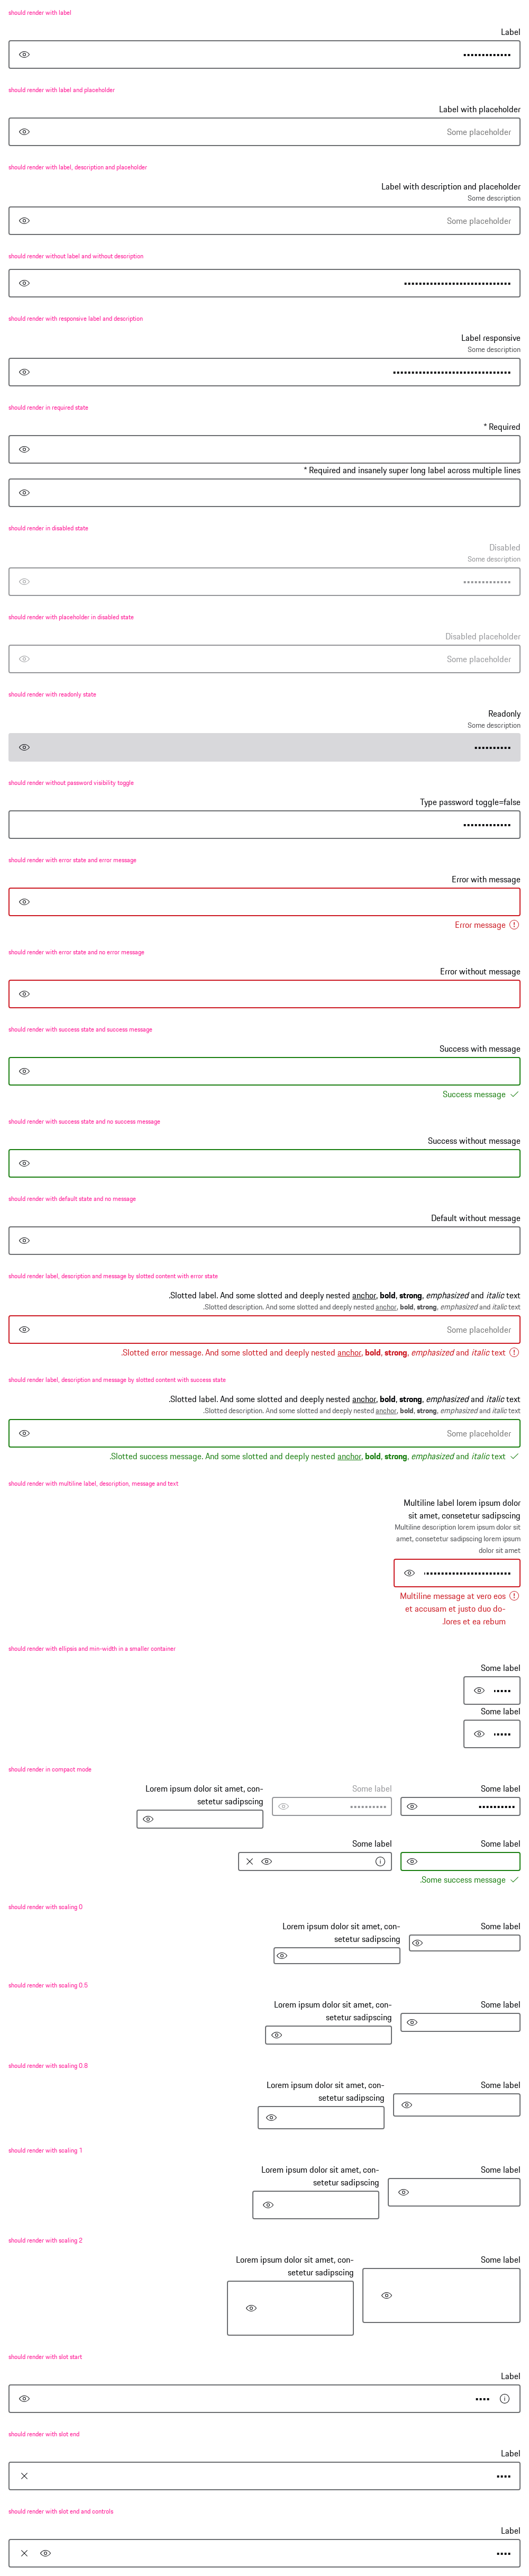 should render with label
Label
•••••••••••••
should render with label and placeholder
Label with placeholder
Some placeholder
should render with label, description and placeholder
Label with description and placeholder
Some description
Some placeholder
should render without label and without description
should render with responsive label and description
Label responsive
Some description
should render in required state
* Required
* Required and insanely super long label across multiple lines
should render in disabled state
Disabled
Some description
should render with placeholder in disabled state
Disabled placeholder
Some placeholder
should render with readonly state
Readonly
Some description
should render without password visibility toggle
Type password toggle=false
should render with error state and error message
Error with message
Error message
should render with error state and no error message
Error without message
should render with success state and success message
Success with message
Success message
should render with success state and no success message
Success without message
should render with default state and no message
Default without message
should render label, description and message by slotted content with error state
.Slotted label. And some slotted and deeply nested anchor, bold, strong, emphasized and italic text
.Slotted description. And some slotted and deeply nested anchor, bold, strong, emphasized and italic text
Some placeholder
.Slotted error message. And some slotted and deeply nested anchor, bold, strong, emphasized and italic text
should render label, description and message by slotted content with success state
.Slotted label. And some slotted and deeply nested anchor, bold, strong, emphasized and italic text
.Slotted description. And some slotted and deeply nested anchor, bold, strong, emphasized and italic text
Some placeholder
.Slotted success message. And some slotted and deeply nested anchor, bold, strong, emphasized and italic text
should render with multiline label, description, message and text
Multiline label lorem ipsum dolor
sit amet, consetetur sadipscing
Multiline description lorem ipsum dolor sit
amet, consetetur sadipscing lorem ipsum
dolor sit amet
Multiline message at vero eos
et accusam et justo duo do-
lores et ea rebum
should render with ellipsis and min-width in a smaller container
Some label
Some label
should render in compact mode
Lorem ipsum dolor sit amet, con-
setetur sadipscing
Some label
Some label
Some label
Some label
.Some success message
should render with scaling 0
Lorem ipsum dolor sit amet, con-
setetur sadipscing
Some label
should render with scaling 0.5
Lorem ipsum dolor sit amet, con-
setetur sadipscing
Some label
should render with scaling 0.8
Lorem ipsum dolor sit amet, con-
setetur sadipscing
Some label
should render with scaling 1
Lorem ipsum dolor sit amet, con-
setetur sadipscing
Some label
should render with scaling 2
Lorem ipsum dolor sit amet, con-
setetur sadipscing
Some label
should render with slot start
Label
should render with slot end
Label
should render with slot end and controls
Label